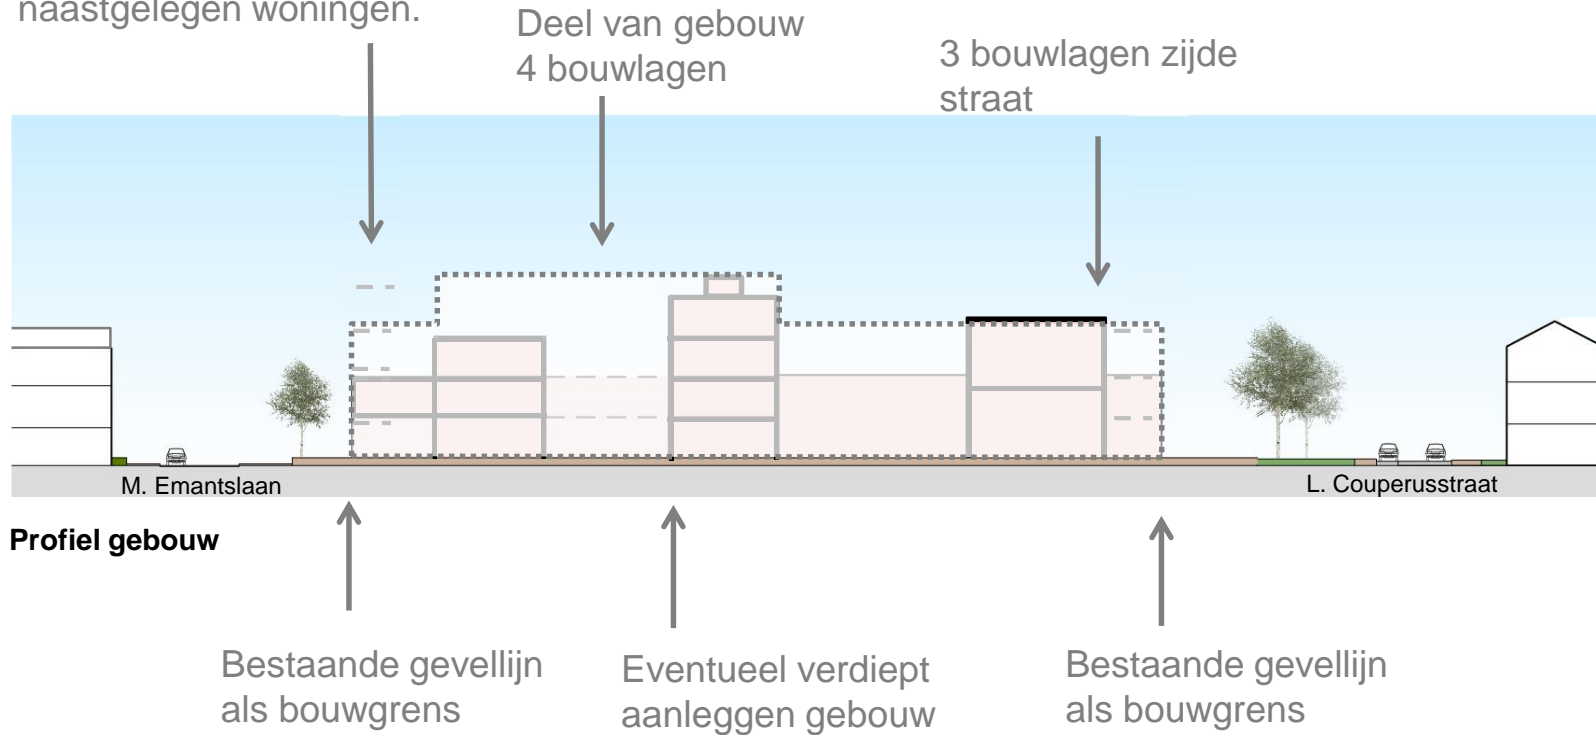 naastgelegen woningen.
Deel van gebouw
4 bouwlagen
3 bouwlagen zijde
straat
M. Emantslaan
L. Couperusstraat
Profiel gebouw
Bestaande gevellijn
als bouwgrens
Eventueel verdiept
aanleggen gebouw
Bestaande gevellijn
als bouwgrens